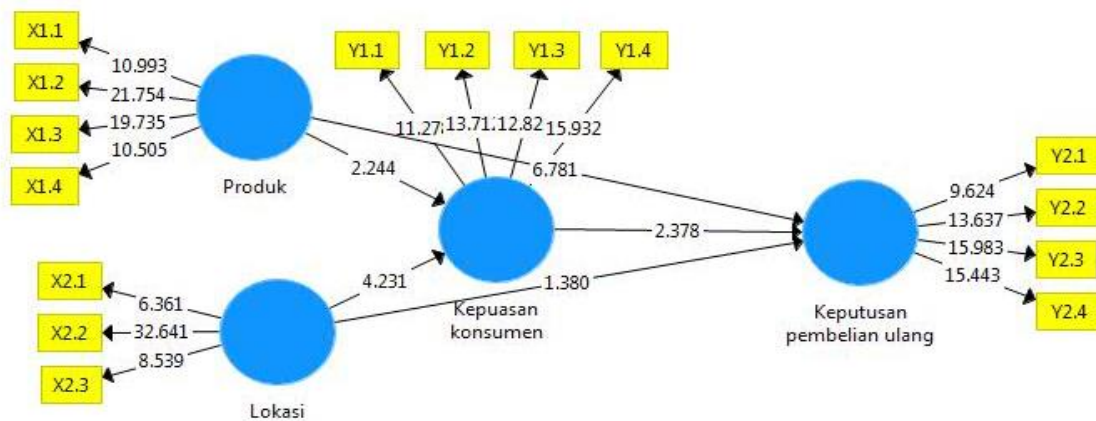 X1.1
X1.2
X1.3
X1.4
10.993
21.754
19.735
10.505
Produk
Y1.1
Y1.2
Y1.3
Y1.4
15.932
2.244
6.781
X2.1
X2.2
X2.3
6.361
32.641
8.539
Lokasi
4.231
Kepuasan
konsumen
2.378
1.380
Keputusan
pembelian ulang
9.624
13.637
15.983
15.443
Y2.1
Y2.2
Y2.3
Y2.4